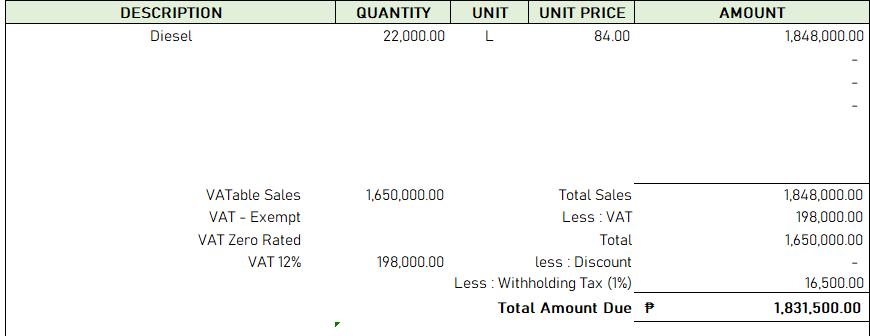 DESCRIPTION QUANTITY UNIT UNIT PRICE AMOUNT
Diesel 22,000.00 L 84.00 1,848,000.00
-
-
-
VATable Sales 1,650,000.00 Total Sales 1,848,000.00
VAT - Exempt Less : VAT 198,000.00
VAT Zero Rated Total 1,650,000.00
VAT 12% 198,000.00 less : Discount -
Less : Withholding Tax (1%) 16,500.00
Total Amount Due ₱ 1,831,500.00